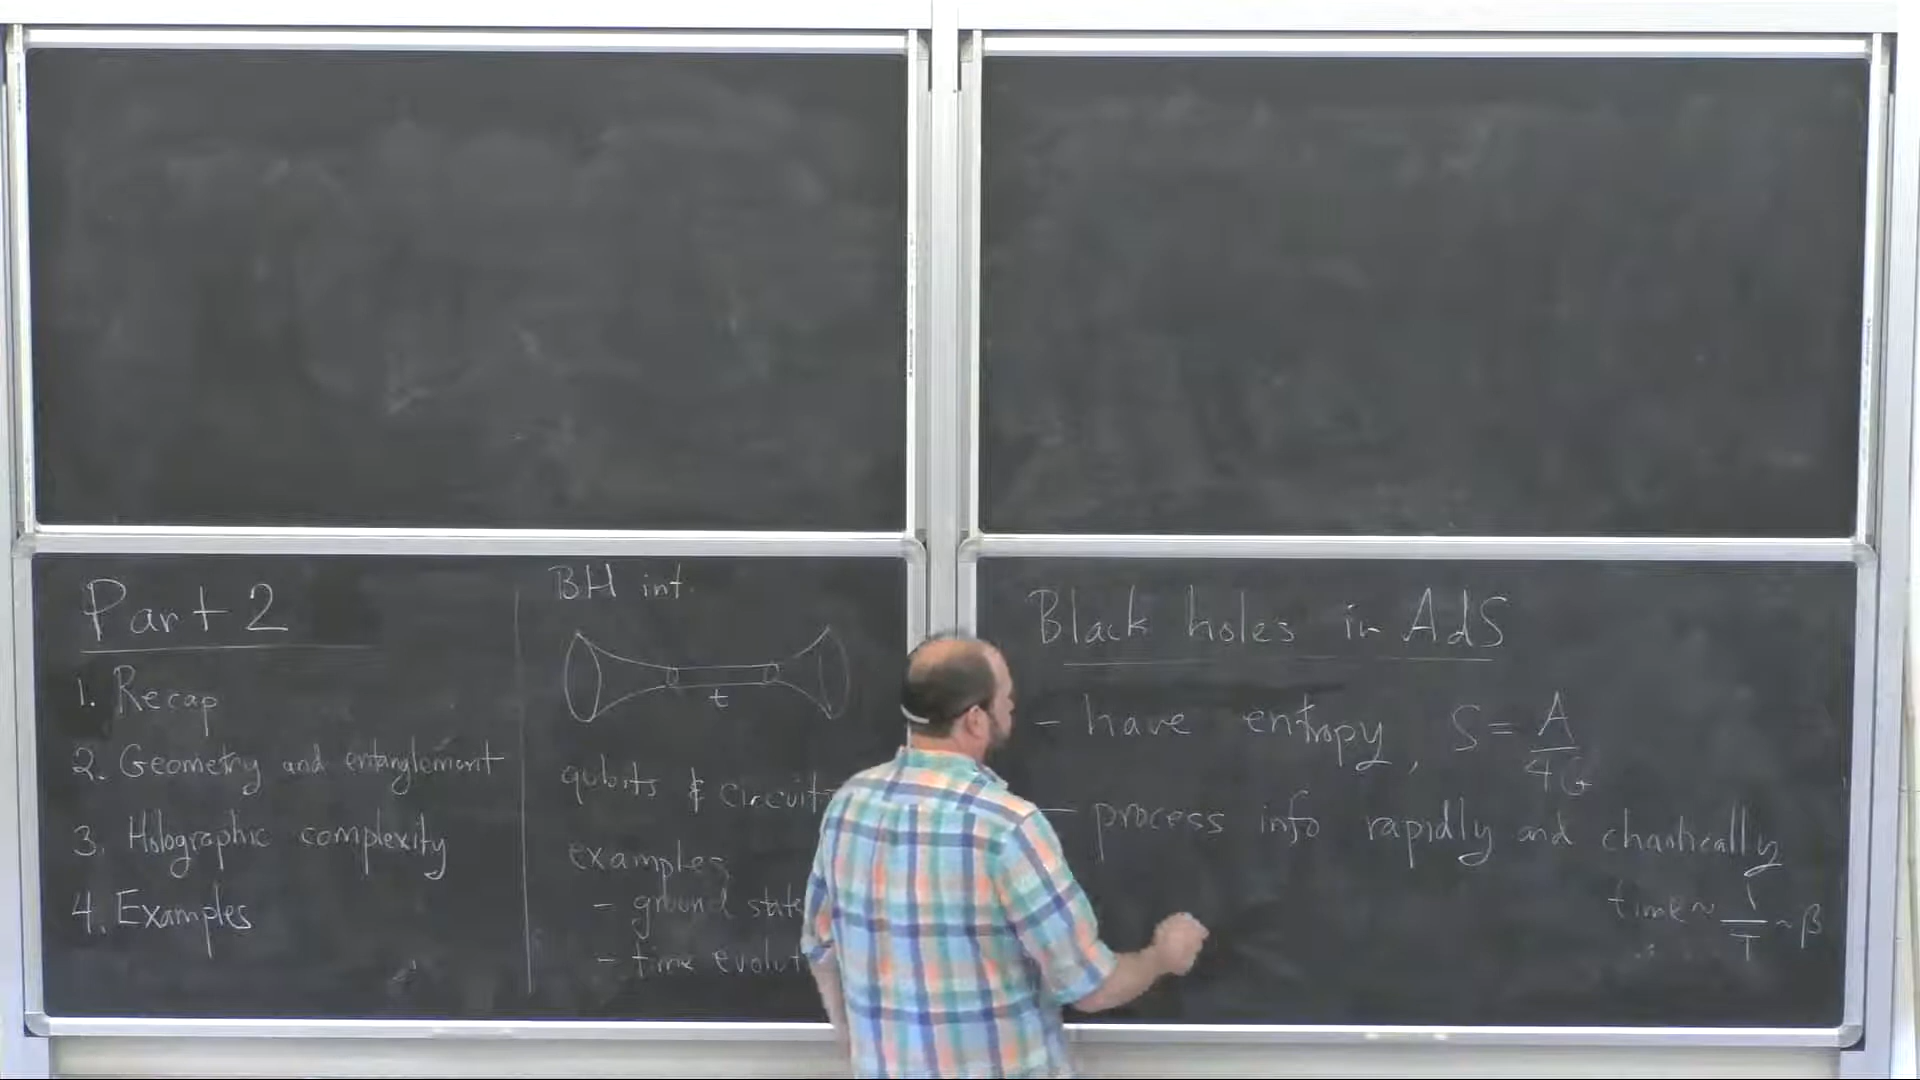 Part 2
1. Recap
2. Geometry and entanglement
3. Holographic complexity
4. Examples
BH int.
t
qubits & circuit
examples
- ground state
- time evolut
Black holes in AdS
- have entropy, S = A/4G
- process info rapidly and chaotically
time ~ 1/T ~ β